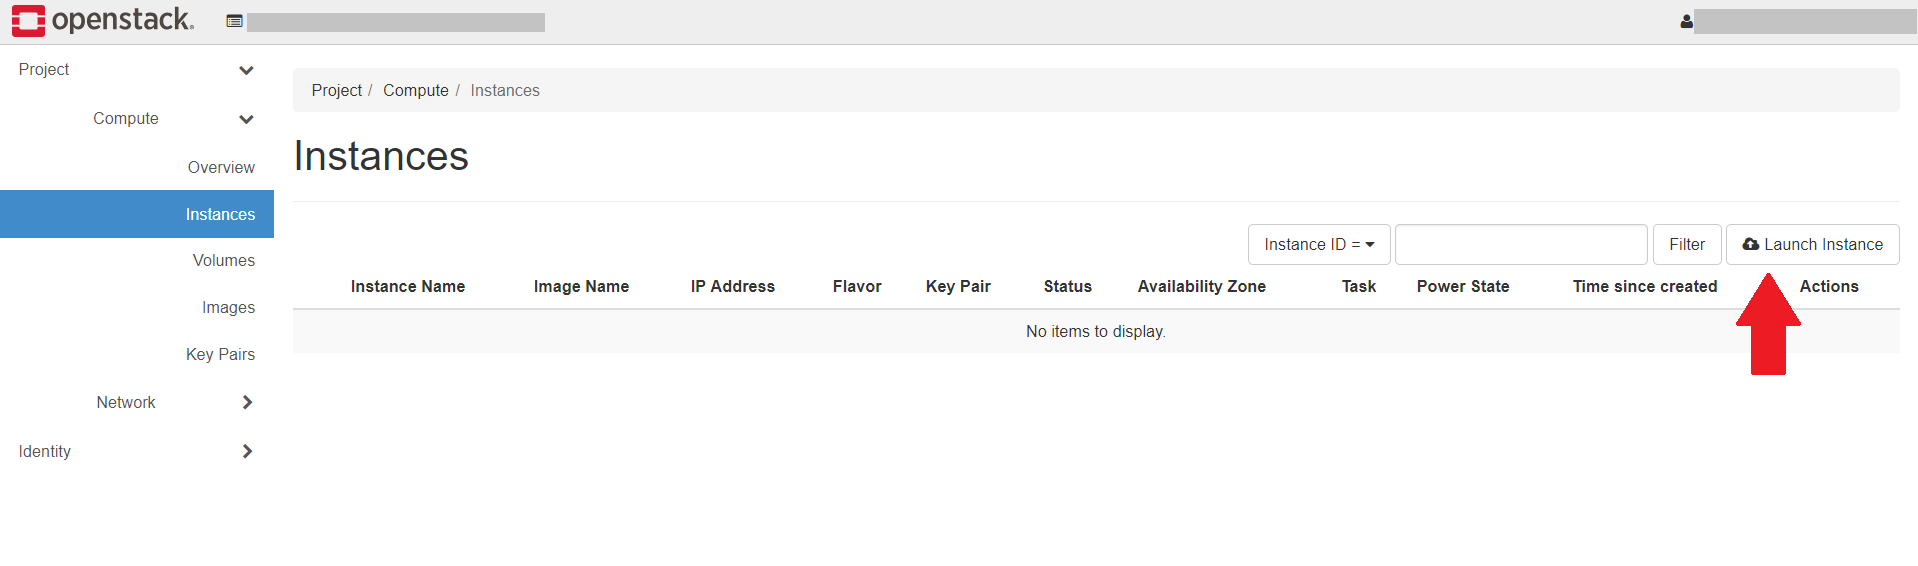 openstack.
Project
Compute
Overview
Instances
Volumes
Images
Key Pairs
Network
Identity
Project / Compute / Instances
Instances
Instance ID = Filter Launch Instance
Instance Name Image Name IP Address Flavor Key Pair Status Availability Zone Task Power State Time since created Actions
No items to display.